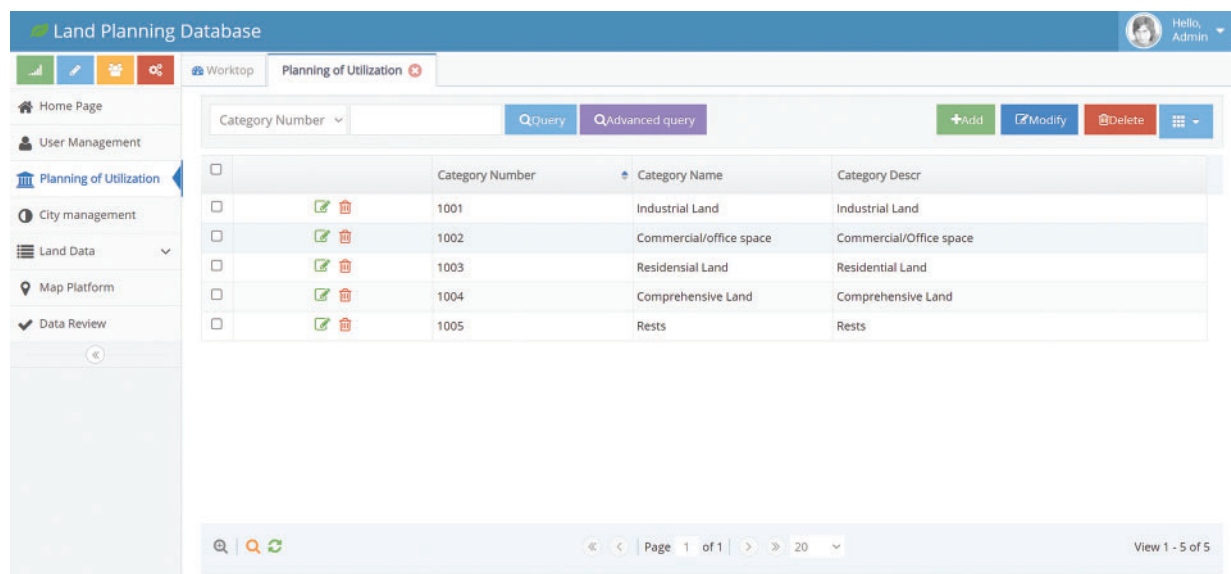 Land Planning Database
Hello,
Admin
Worktop
Planning of Utilization
Home Page
User Management
Planning of Utilization
City management
Land Data
Map Platform
Data Review
Category Number
Query
Advanced query
Add
Modify
Delete
Category Number Category Name Category Descr
1001 Industrial Land Industrial Land
1002 Commercial/office space Commercial/Office space
1003 Residensial Land Residential Land
1004 Comprehensive Land Comprehensive Land
1005 Rests Rests
Page 1 of 1 20 View 1 - 5 of 5